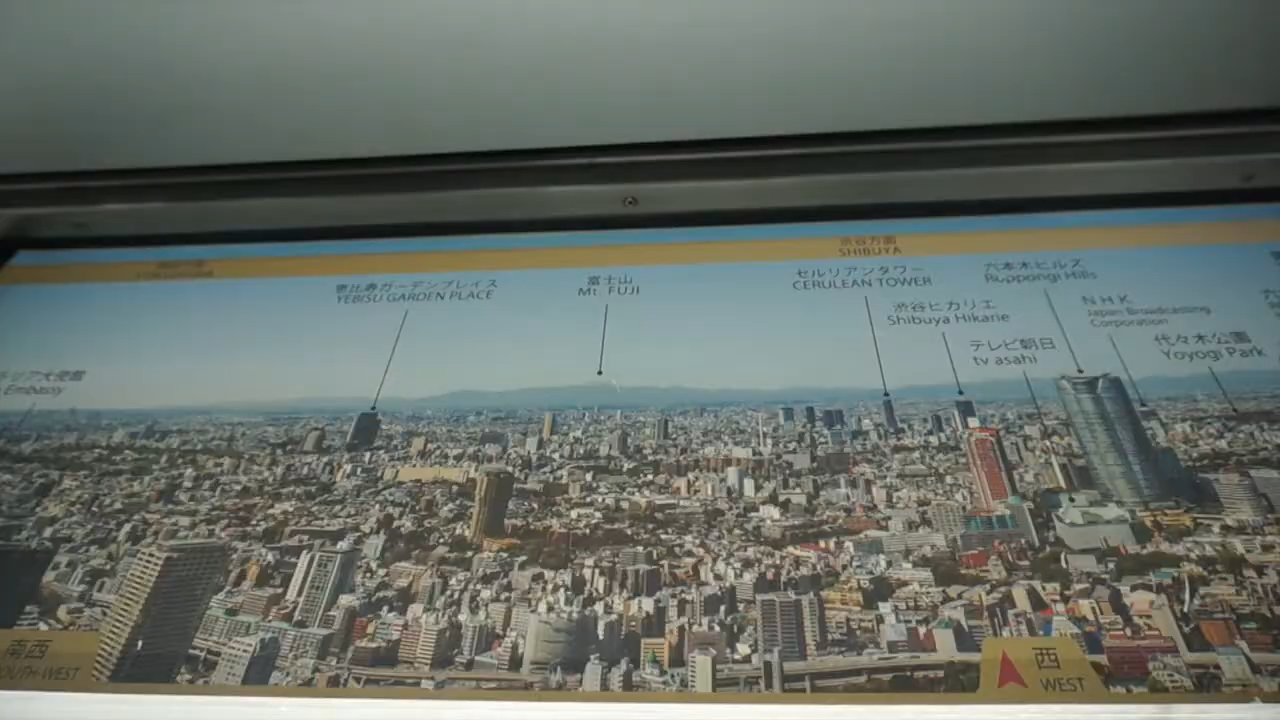 渋谷方面
SHIBUYA
恵比寿ガーデンプレイス
YEBISU GARDEN PLACE
富士山
Mt. FUJI
セルリアンタワー
CERULEAN TOWER
六本木ヒルズ
Roppongi Hills
渋谷ヒカリエ
Shibuya Hikarie
NHK
Japan Broadcasting
Corporation
テレビ朝日
tv asahi
代々木公園
Yoyogi Park
Embassy
南西
SOUTH-WEST
西
WEST